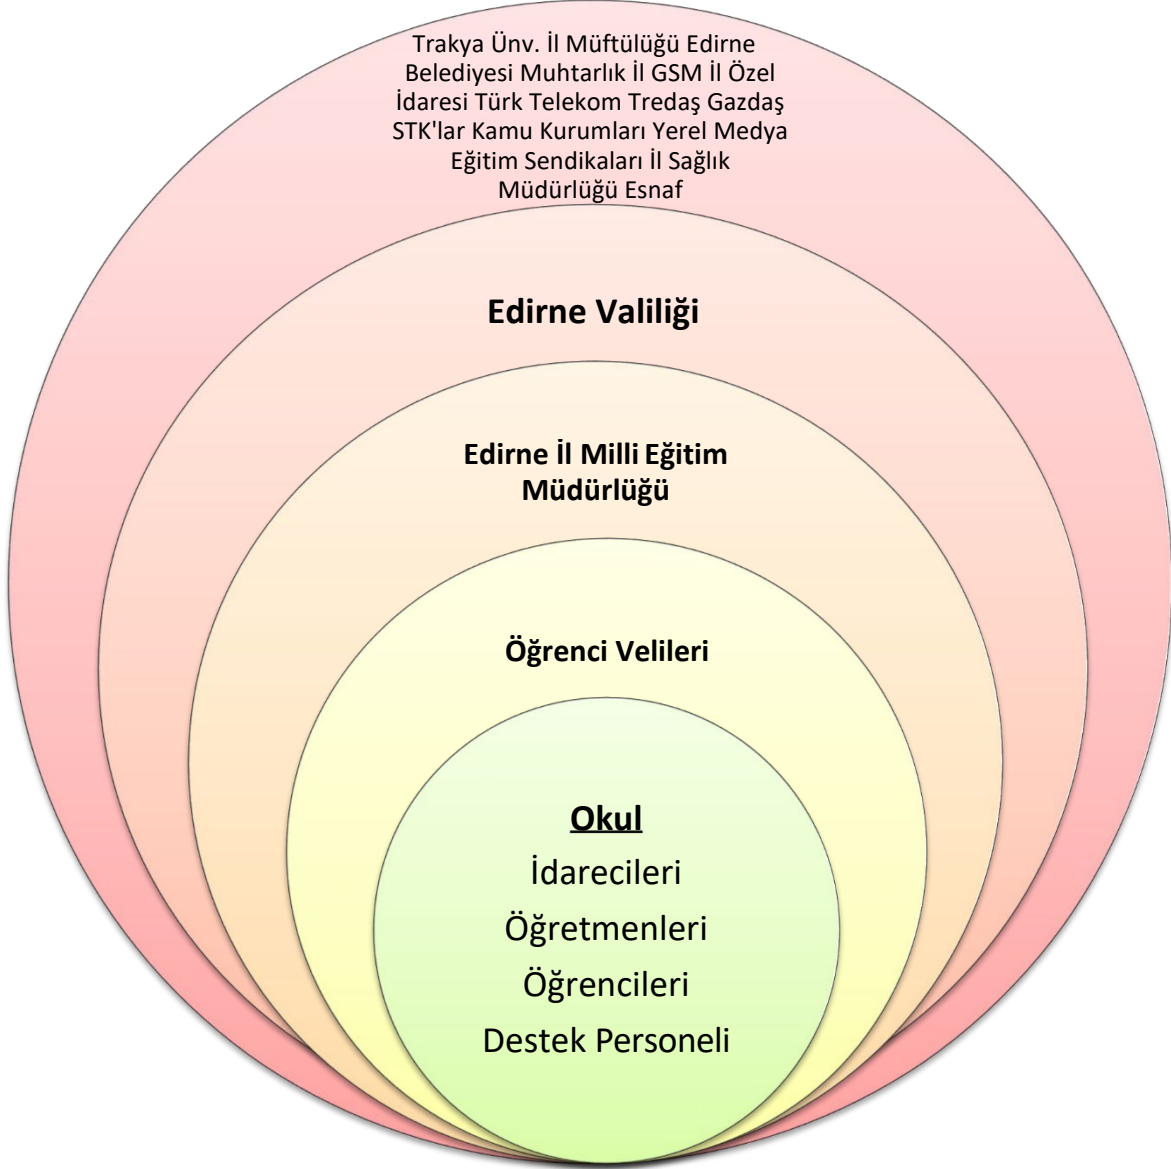 Trakya Ünv. İl Müftülüğü Edirne
Belediyesi Muhtarlık İl GSM İl Özel
İdaresi Türk Telekom Tredaş Gazdaş
STK'lar Kamu Kurumları Yerel Medya
Eğitim Sendikaları İl Sağlık
Müdürlüğü Esnaf
Edirne Valiliği
Edirne İl Milli Eğitim
Müdürlüğü
Öğrenci Velileri
Okul
İdarecileri
Öğretmenleri
Öğrencileri
Destek Personeli